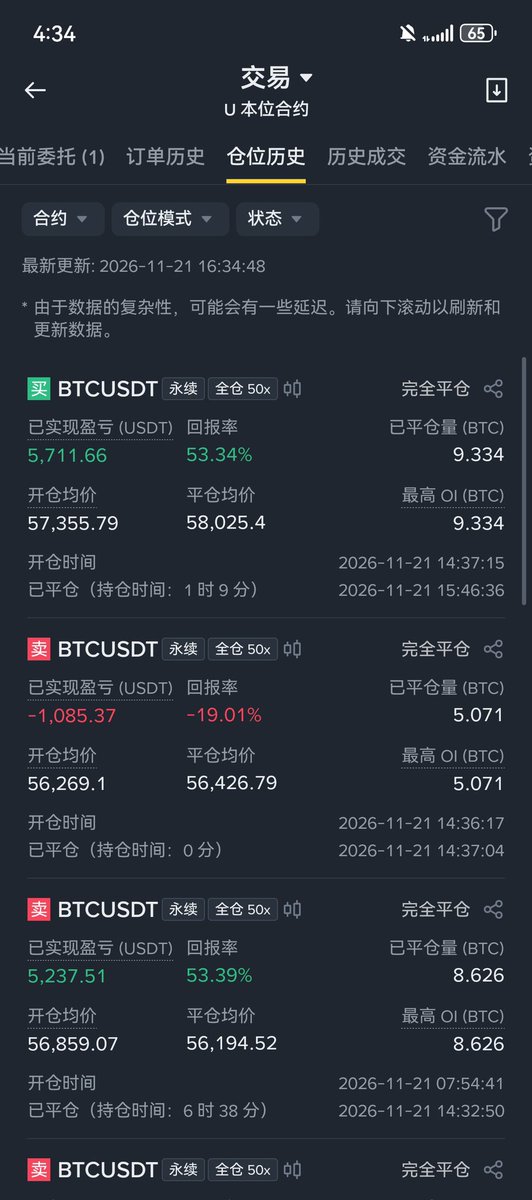 4:34
65
交易
U 本位合约
当前委托 (1) 订单历史 仓位历史 历史成交 资金流水
合约 仓位模式 状态
最新更新: 2026-11-21 16:34:48
* 由于数据的复杂性，可能会有一些延迟。请向下滚动以刷新和
更新数据。
买 BTCUSDT 永续 全仓 50x 完全平仓
已实现盈亏 (USDT) 回报率 已平仓量 (BTC)
5,711.66 53.34% 9.334
开仓均价 平仓均价 最高 OI (BTC)
57,355.79 58,025.4 9.334
开仓时间 2026-11-21 14:37:15
已平仓（持仓时间：1 时 9 分） 2026-11-21 15:46:36
卖 BTCUSDT 永续 全仓 50x 完全平仓
已实现盈亏 (USDT) 回报率 已平仓量 (BTC)
-1,085.37 -19.01% 5.071
开仓均价 平仓均价 最高 OI (BTC)
56,269.1 56,426.79 5.071
开仓时间 2026-11-21 14:36:17
已平仓（持仓时间：0 分） 2026-11-21 14:37:04
卖 BTCUSDT 永续 全仓 50x 完全平仓
已实现盈亏 (USDT) 回报率 已平仓量 (BTC)
5,237.51 53.39% 8.626
开仓均价 平仓均价 最高 OI (BTC)
56,859.07 56,194.52 8.626
开仓时间 2026-11-21 07:54:41
已平仓（持仓时间：6 时 38 分） 2026-11-21 14:32:50
卖 BTCUSDT 永续 全仓 50x 完全平仓